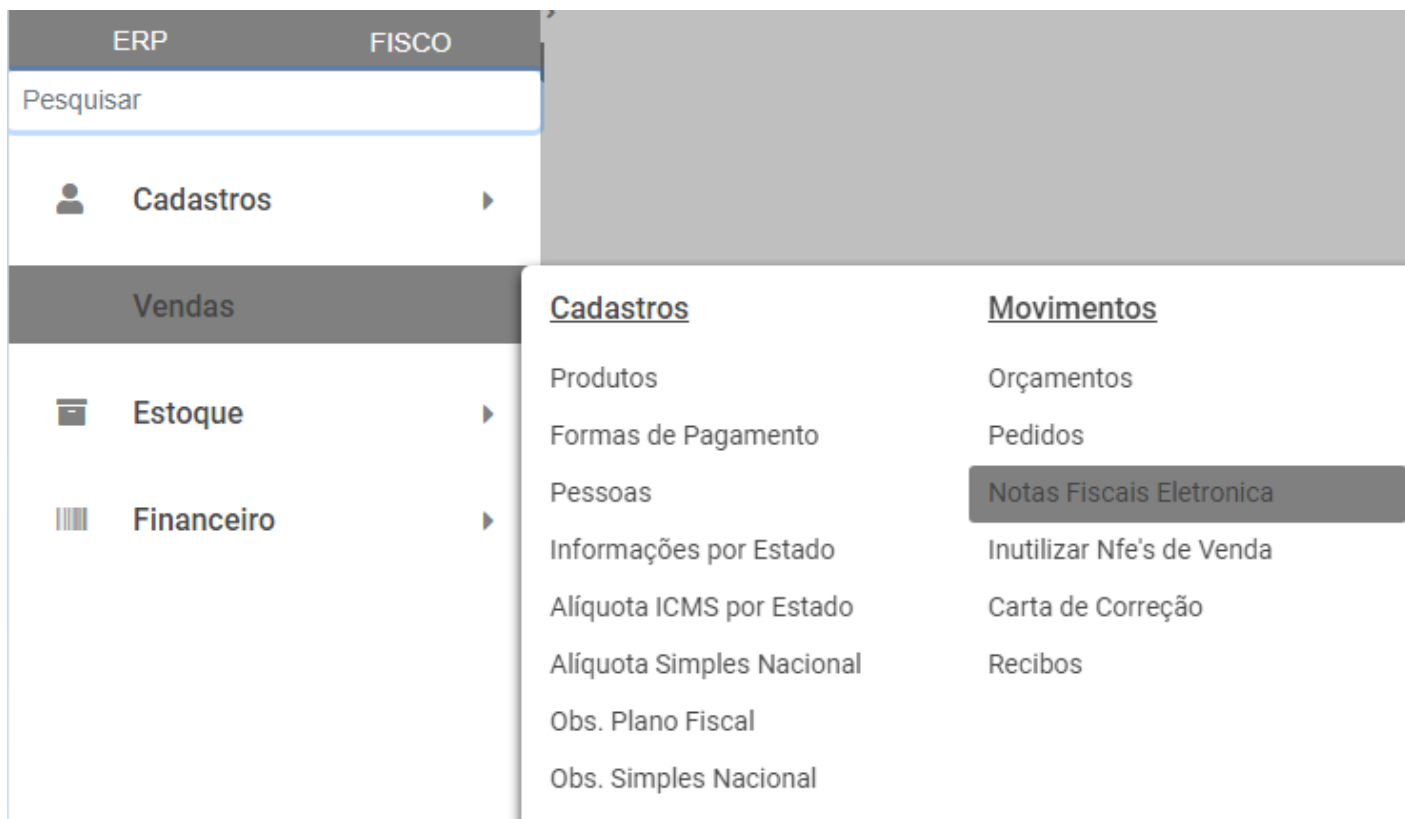 ERP FISCO
Pesquisar
Cadastros
Vendas
Estoque
Financeiro
Cadastros
Produtos
Formas de Pagamento
Pessoas
Informações por Estado
Alíquota ICMS por Estado
Alíquota Simples Nacional
Obs. Plano Fiscal
Obs. Simples Nacional
Movimentos
Orçamentos
Pedidos
Notas Fiscais Eletronica
Inutilizar Nfe's de Venda
Carta de Correção
Recibos